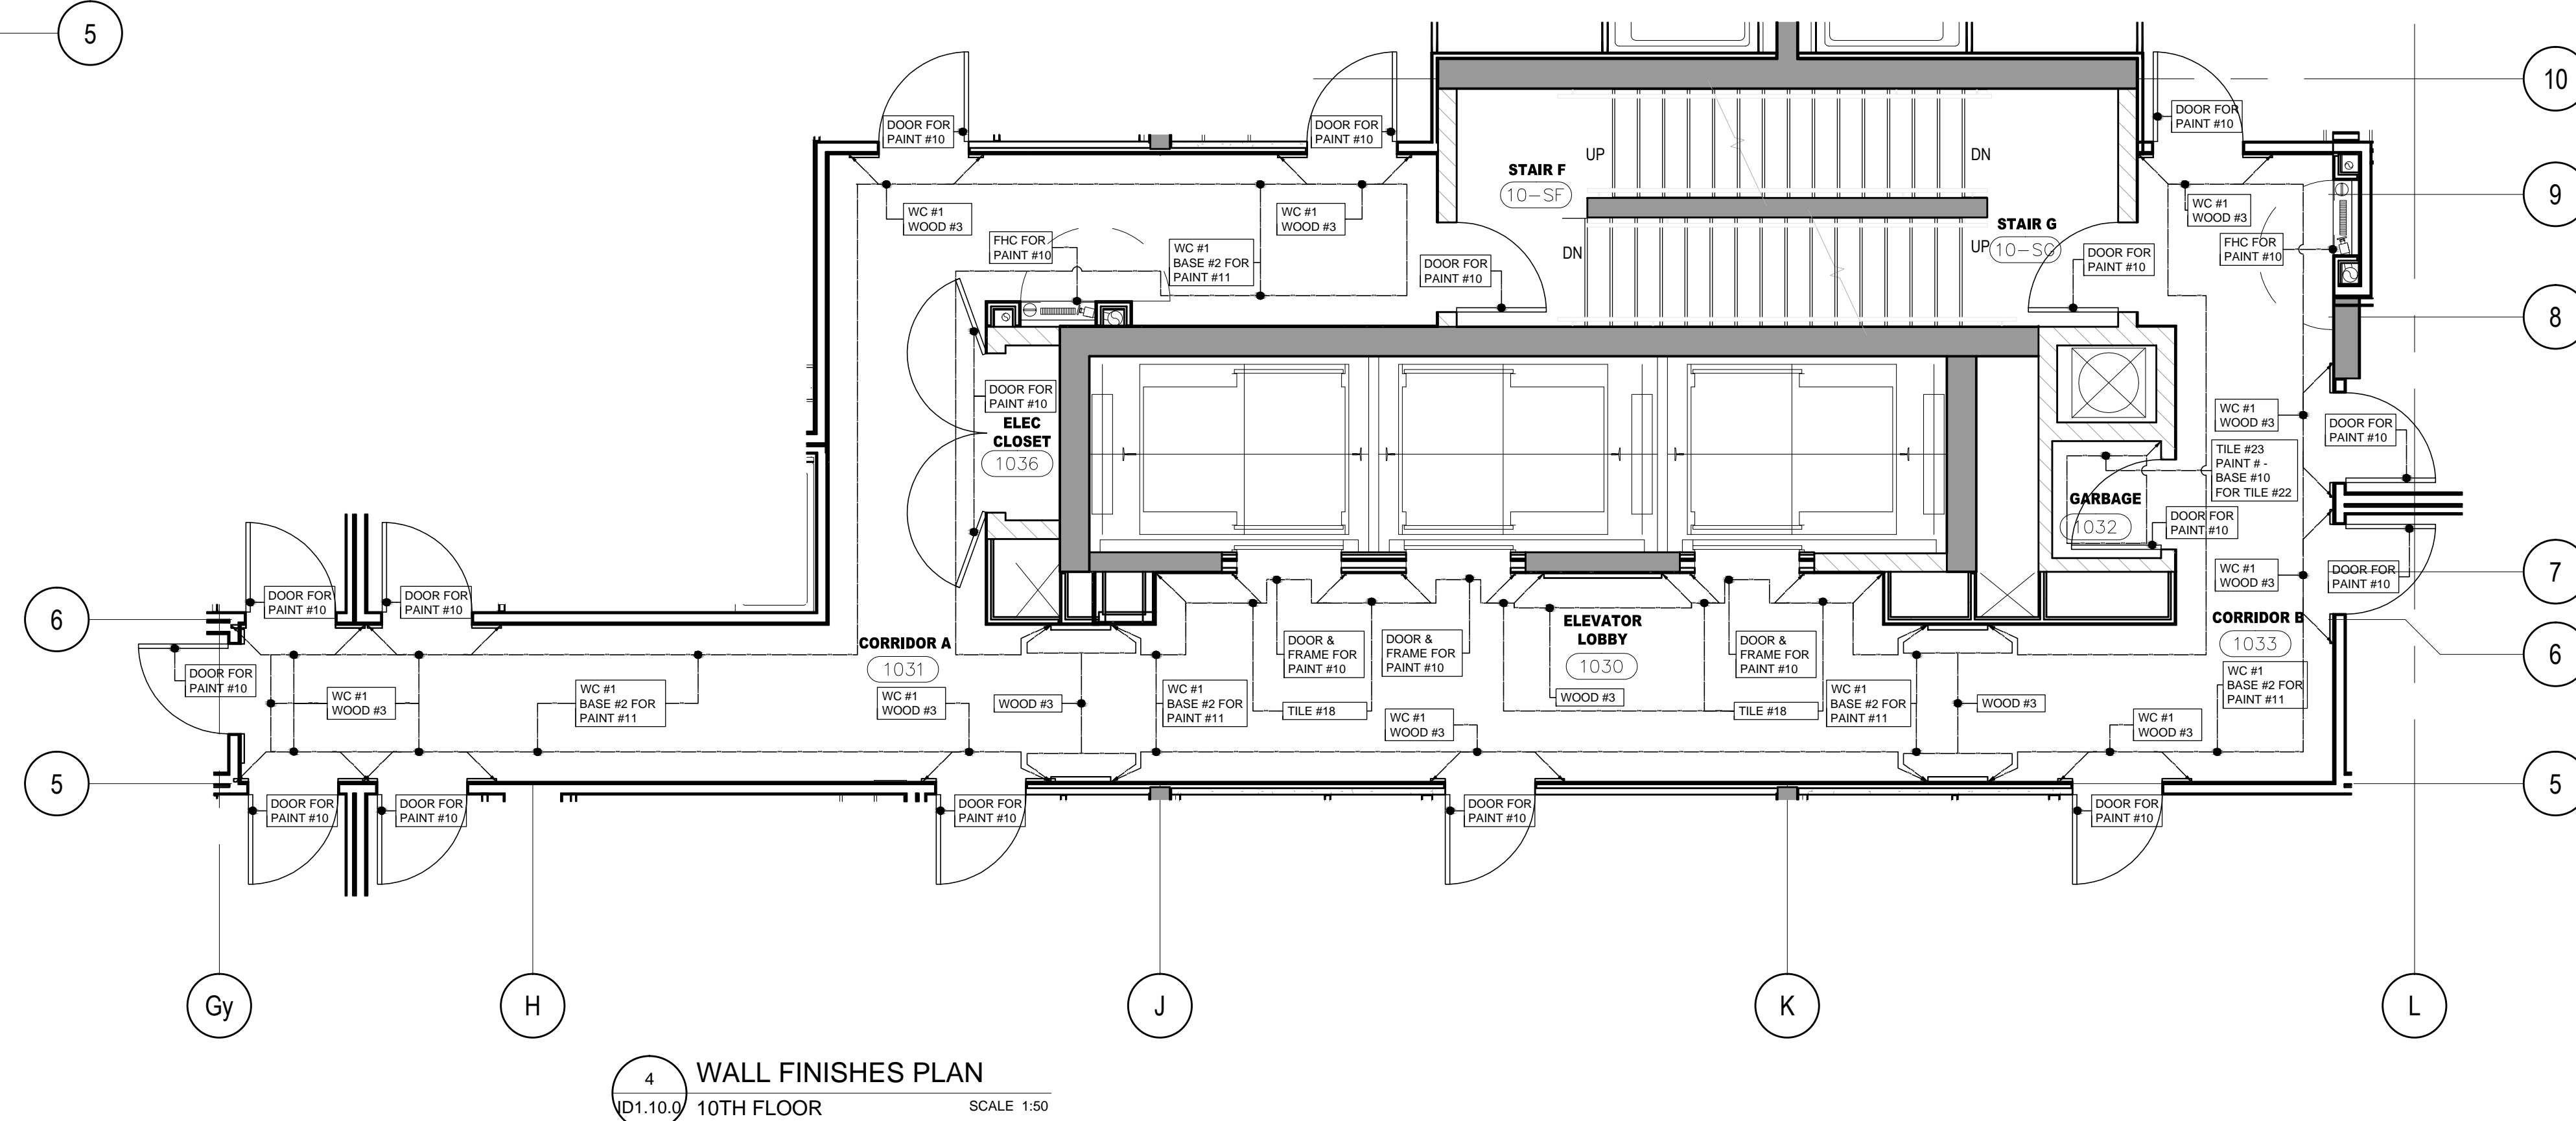 5
10
DOOR FOR
PAINT #10
DOOR FOR
PAINT #10
DOOR FOR
PAINT #10
UP
DN
STAIR F
10-SF
9
WC #1
WOOD #3
WC #1
WOOD #3
WC #1
WOOD #3
STAIR G
10-SG
UP
DN
FHC FOR
PAINT #10
WC #1
BASE #2 FOR
PAINT #11
DOOR FOR
PAINT #10
DOOR FOR
PAINT #10
FHC FOR
PAINT #10
8
DOOR FOR
PAINT #10
ELEC
CLOSET
1036
WC #1
WOOD #3
DOOR FOR
PAINT #10
TILE #23
PAINT # -
BASE #10
FOR TILE #22
GARBAGE
1032
DOOR FOR
PAINT #10
7
WC #1
WOOD #3
DOOR FOR
PAINT #10
DOOR FOR
PAINT #10
DOOR FOR
PAINT #10
6
CORRIDOR A
1031
DOOR &
FRAME FOR
PAINT #10
DOOR &
FRAME FOR
PAINT #10
ELEVATOR
LOBBY
1030
DOOR &
FRAME FOR
PAINT #10
CORRIDOR B
1033
6
DOOR FOR
PAINT #10
WC #1
WOOD #3
WC #1
BASE #2 FOR
PAINT #11
WC #1
WOOD #3
WOOD #3
WC #1
BASE #2 FOR
PAINT #11
TILE #18
WC #1
WOOD #3
WOOD #3
TILE #18
WC #1
BASE #2 FOR
PAINT #11
WOOD #3
WC #1
WOOD #3
WC #1
BASE #2 FOR
PAINT #11
5
5
DOOR FOR
PAINT #10
DOOR FOR
PAINT #10
DOOR FOR
PAINT #10
DOOR FOR
PAINT #10
DOOR FOR
PAINT #10
Gy
H
J
K
L
4
ID1.10.0
WALL FINISHES PLAN
10TH FLOOR
SCALE 1:50